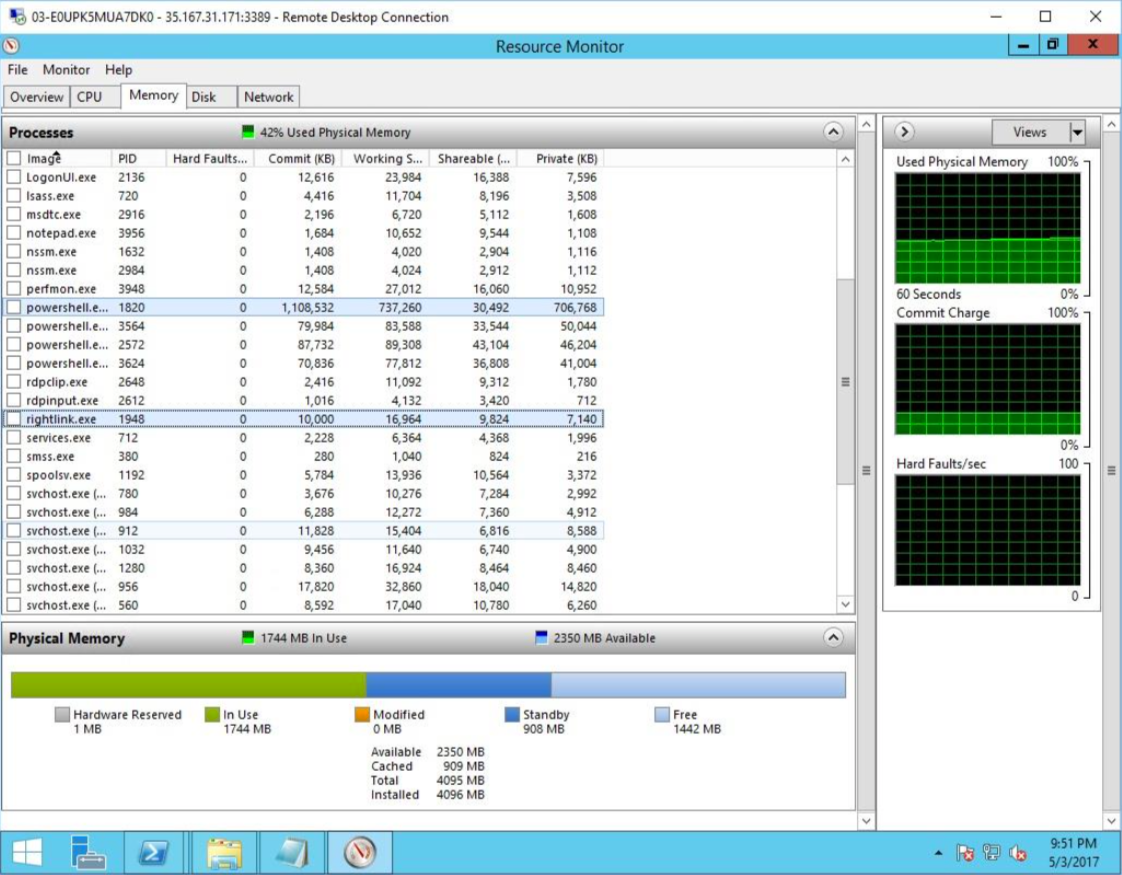 03-E0UPK5MUA7DK0 - 35.167.31.171:3389 - Remote Desktop Connection
Resource Monitor
File Monitor Help
Overview CPU Memory Disk Network
Processes 42% Used Physical Memory
Image PID Hard Faults... Commit (KB) Working S... Shareable (... Private (KB)
LogonUI.exe 2136 0 12,616 23,984 16,388 7,596
lsass.exe 720 0 4,416 11,704 8,196 3,508
msdtc.exe 2916 0 2,196 6,720 5,112 1,608
notepad.exe 3956 0 1,684 10,652 9,544 1,108
nssm.exe 1632 0 1,408 4,020 2,904 1,116
nssm.exe 2984 0 1,408 4,024 2,912 1,112
perfmon.exe 3948 0 12,584 27,012 16,060 10,952
powershell.e... 1820 0 1,108,532 737,260 30,492 706,768
powershell.e... 3564 0 79,984 83,588 33,544 50,044
powershell.e... 2572 0 87,732 89,308 43,104 46,204
powershell.e... 3624 0 70,836 77,812 36,808 41,004
rdpclip.exe 2648 0 2,416 11,092 9,312 1,780
rdpinput.exe 2612 0 1,016 4,132 3,420 712
rightlink.exe 1948 0 10,000 16,964 9,824 7,140
services.exe 712 0 2,228 6,364 4,368 1,996
smss.exe 380 0 280 1,040 824 216
spoolsv.exe 1192 0 5,784 13,936 10,564 3,372
svchost.exe (... 780 0 3,676 10,276 7,284 2,992
svchost.exe (... 984 0 6,288 12,272 7,360 4,912
svchost.exe (... 912 0 11,828 15,404 6,816 8,588
svchost.exe (... 1032 0 9,456 11,640 6,740 4,900
svchost.exe (... 1280 0 8,360 16,924 8,464 8,460
svchost.exe (... 956 0 17,820 32,860 18,040 14,820
svchost.exe (... 560 0 8,592 17,040 10,780 6,260
Physical Memory 1744 MB In Use 2350 MB Available
Hardware Reserved In Use Modified Standby Free
1 MB 1744 MB 0 MB 908 MB 1442 MB
Available 2350 MB
Cached 909 MB
Total 4095 MB
Installed 4096 MB
Views
Used Physical Memory 100%
60 Seconds 0%
Commit Charge 100%
0%
Hard Faults/sec 100
0
9:51 PM
5/3/2017